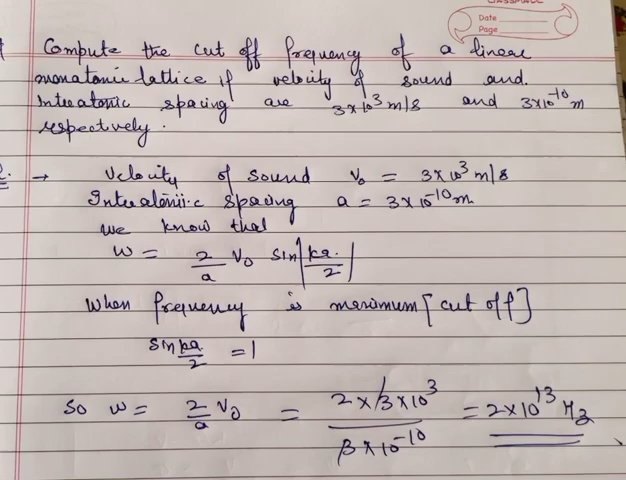 CLASSMATE
Date
Page
Compute the cut off frequency of a linear
monatomic lattice if velocity of sound and
Interatomic spacing are 3×10³ m/s and 3×10⁻¹⁰ m
respectively.
→ Velocity of sound V₀ = 3×10³ m/s
Interatomic spacing a = 3×10⁻¹⁰ m
We know that
W = 2/a V₀ Sin|ka/2|
When frequency is maximum [cut off]
Sin ka/2 = 1
So W = 2/a V₀ = 2×3×10³/3×10⁻¹⁰ = 2×10¹³ Hz